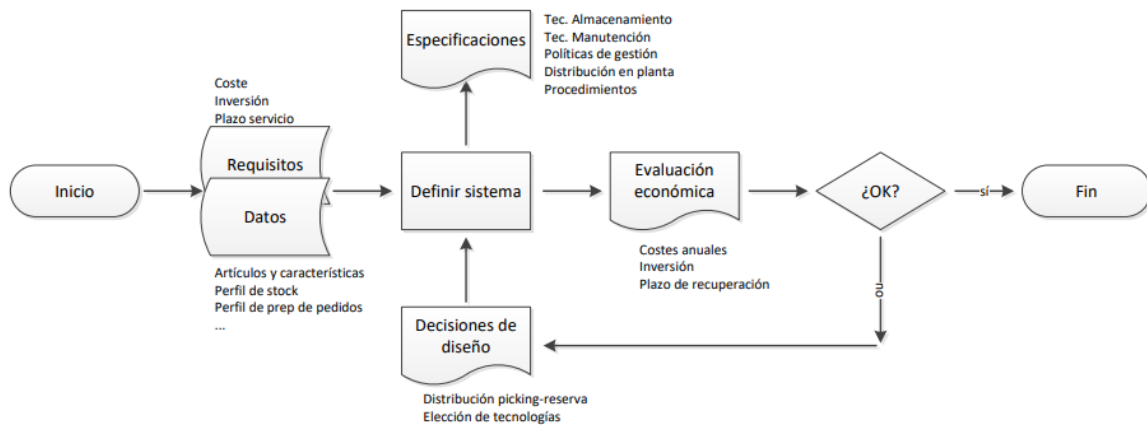 Especificaciones
Tec. Almacenamiento
Tec. Manutención
Políticas de gestión
Distribución en planta
Procedimientos
Coste
Inversión
Plazo servicio
Inicio
Requisitos
Datos
Artículos y características
Perfil de stock
Perfil de prep de pedidos
...
Definir sistema
Evaluación
económica
Costes anuales
Inversión
Plazo de recuperación
¿OK?
sí
Fin
no
Decisiones de
diseño
Distribución picking-reserva
Elección de tecnologías